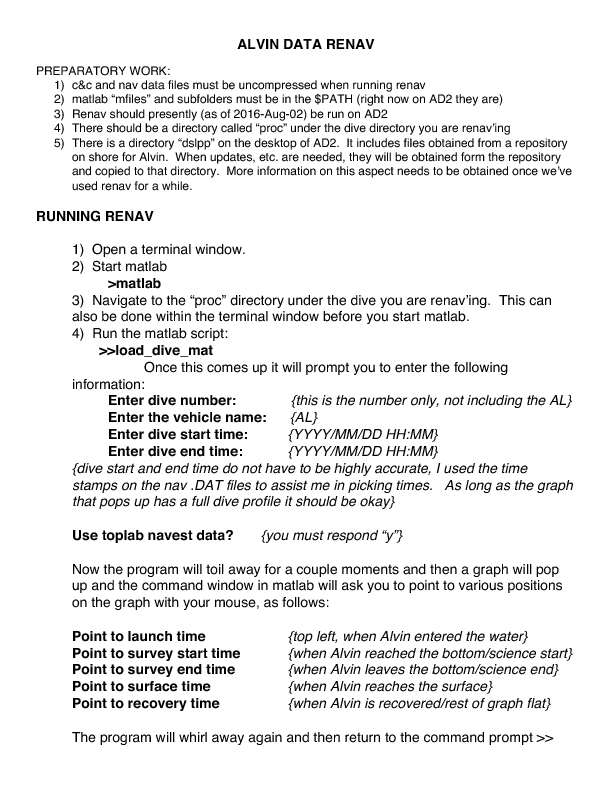 ALVIN DATA RENAV
PREPARATORY WORK:
1) c&c and nav data files must be uncompressed when running renav
2) matlab “mfiles” and subfolders must be in the $PATH (right now on AD2 they are)
3) Renav should presently (as of 2016-Aug-02) be run on AD2
4) There should be a directory called “proc” under the dive directory you are renav’ing
5) There is a directory “dslpp” on the desktop of AD2. It includes files obtained from a repository
on shore for Alvin. When updates, etc. are needed, they will be obtained form the repository
and copied to that directory. More information on this aspect needs to be obtained once we’ve
used renav for a while.
RUNNING RENAV
1) Open a terminal window.
2) Start matlab
>matlab
3) Navigate to the “proc” directory under the dive you are renav’ing. This can
also be done within the terminal window before you start matlab.
4) Run the matlab script:
>>load_dive_mat
Once this comes up it will prompt you to enter the following
information:
Enter dive number: {this is the number only, not including the AL}
Enter the vehicle name: {AL}
Enter dive start time: {YYYY/MM/DD HH:MM}
Enter dive end time: {YYYY/MM/DD HH:MM}
{dive start and end time do not have to be highly accurate, I used the time
stamps on the nav .DAT files to assist me in picking times. As long as the graph
that pops up has a full dive profile it should be okay}
Use toplab navest data? {you must respond “y”}
Now the program will toil away for a couple moments and then a graph will pop
up and the command window in matlab will ask you to point to various positions
on the graph with your mouse, as follows:
Point to launch time {top left, when Alvin entered the water}
Point to survey start time {when Alvin reached the bottom/science start}
Point to survey end time {when Alvin leaves the bottom/science end}
Point to surface time {when Alvin reaches the surface}
Point to recovery time {when Alvin is recovered/rest of graph flat}
The program will whirl away again and then return to the command prompt >>